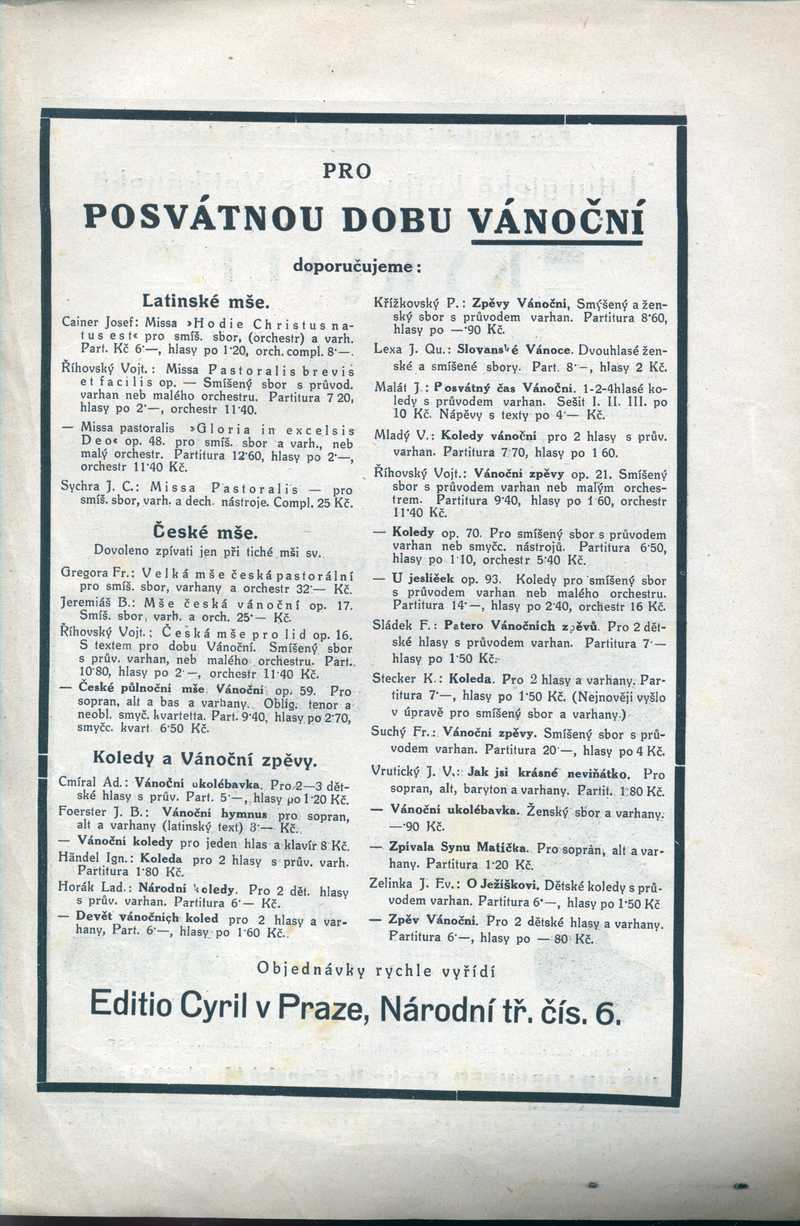 PRO
POSVÁTNOU DOBU VÁNOČNÍ
doporučujeme:
Latinské mše.
Cainer Josef: Missa »Hodie Christus na-
tus est« pro smíš. sbor, (orchestr) a varh.
Part. Kč 6·—, hlasy po 1·20, orch. compl. 8·—.
Říhovský Vojt.: Missa Pastoralis brevis
et facilis op. — Smíšený sbor s průvod.
varhan neb malého orchestru. Partitura 7 20,
hlasy po 2·—, orchestr 11·40.
— Missa pastoralis »Gloria in excelsis
Deo« op. 48. pro smíš. sbor a varh., neb
malý orchestr. Partitura 12·60, hlasy po 2·—,
orchestr 11·40 Kč.
Sychra J. C.: Missa Pastoralis — pro
smíš. sbor, varh. a dech. nástroje. Compl. 25 Kč.
České mše.
Dovoleno zpívati jen při tiché mši sv.
Gregora Fr.: Velká mše česká pastorální
pro smíš. sbor, varhany a orchestr 32·— Kč.
Jeremiáš B.: Mše česká vánoční op. 17.
Smíš. sbor, varh. a orch. 25·— Kč.
Říhovský Vojt.: Česká mše pro lid op. 16.
S textem pro dobu Vánoční. Smíšený sbor
s prův. varhan, neb malého orchestru. Part.
10·80, hlasy po 2·—, orchestr 11·40 Kč.
— České půlnoční mše Vánoční op. 59. Pro
sopran, alt a bas a varhany. Oblig. tenor a
neobl. smyč. kvartetta. Part. 9·40, hlasy po 2·70,
smyčc. kvart 6·50 Kč.
Koledy a Vánoční zpěvy.
Cmíral Ad.: Vánoční ukolébavka. Pro 2—3 dět-
ské hlasy s prův. Part. 5·—, hlasy po 1·20 Kč.
Foerster J. B.: Vánoční hymnus pro sopran,
alt a varhany (latinský text) 3·— Kč.
— Vánoční koledy pro jeden hlas a klavír 8 Kč.
Händel Ign.: Koleda pro 2 hlasy s prův. varh.
Partitura 1·80 Kč.
Horák Lad.: Národní koledy. Pro 2 dět. hlasy
s prův. varhan. Partitura 6·— Kč.
— Devět vánočních koled pro 2 hlasy a var-
hany, Part. 6·—, hlasy po 1·60 Kč.
Křížkovský P.: Zpěvy Vánoční, Smýšený a žen-
ský sbor s průvodem varhan. Partitura 8·60,
hlasy po —·90 Kč.
Lexa J. Qu.: Slovanské Vánoce. Dvouhlasé žen-
ské a smíšené sbory. Part. 8·—, hlasy 2 Kč.
Malát J.: Posvátný čas Vánoční. 1-2-4hlasé ko-
ledy s průvodem varhan. Sešit I. II. III. po
10 Kč. Nápěvy s texty po 4·— Kč.
Mladý V.: Koledy vánoční pro 2 hlasy s prův.
varhan. Partitura 7·70, hlasy po 1 60.
Říhovský Vojt.: Vánoční zpěvy op. 21. Smíšený
sbor s průvodem varhan neb malým orches-
trem. Partitura 9·40, hlasy po 1·60, orchestr
11·40 Kč.
— Koledy op. 70. Pro smíšený sbor s průvodem
varhan neb smyčc. nástrojů. Partitura 6·50,
hlasy po 1·10, orchestr 5·40 Kč.
— U jesliček op. 93. Koledy pro smíšený sbor
s průvodem varhan neb malého orchestru.
Partitura 14·—, hlasy po 2·40, orchestr 16 Kč.
Sládek F.: Patero Vánočních zpěvů. Pro 2 dět-
ské hlasy s průvodem varhan. Partitura 7·—
hlasy po 1·50 Kč.
Stecker K.: Koleda. Pro 2 hlasy a varhany. Par-
titura 7·—, hlasy po 1·50 Kč. (Nejnověji vyšlo
v úpravě pro smíšený sbor a varhany.)
Suchý Fr.: Vánoční zpěvy. Smíšený sbor s prů-
vodem varhan. Partitura 20·—, hlasy po 4 Kč.
Vrutický J. V.: Jak jsi krásné neviňátko. Pro
sopran, alt, baryton a varhany. Partit. 1·80 Kč.
— Vánoční ukolébavka. Ženský sbor a varhany.
—·90 Kč.
— Zpívala Synu Matička. Pro soprán, alt a var-
hany. Partitura 1·20 Kč.
Zelinka J. Ev.: O Ježíškovi. Dětské koledy s prů-
vodem varhan. Partitura 6·—, hlasy po 1·50 Kč
— Zpěv Vánoční. Pro 2 dětské hlasy a varhany.
Partitura 6·—, hlasy po —·80 Kč.
Objednávky rychle vyřídí
Editio Cyril v Praze, Národní tř. čís. 6.